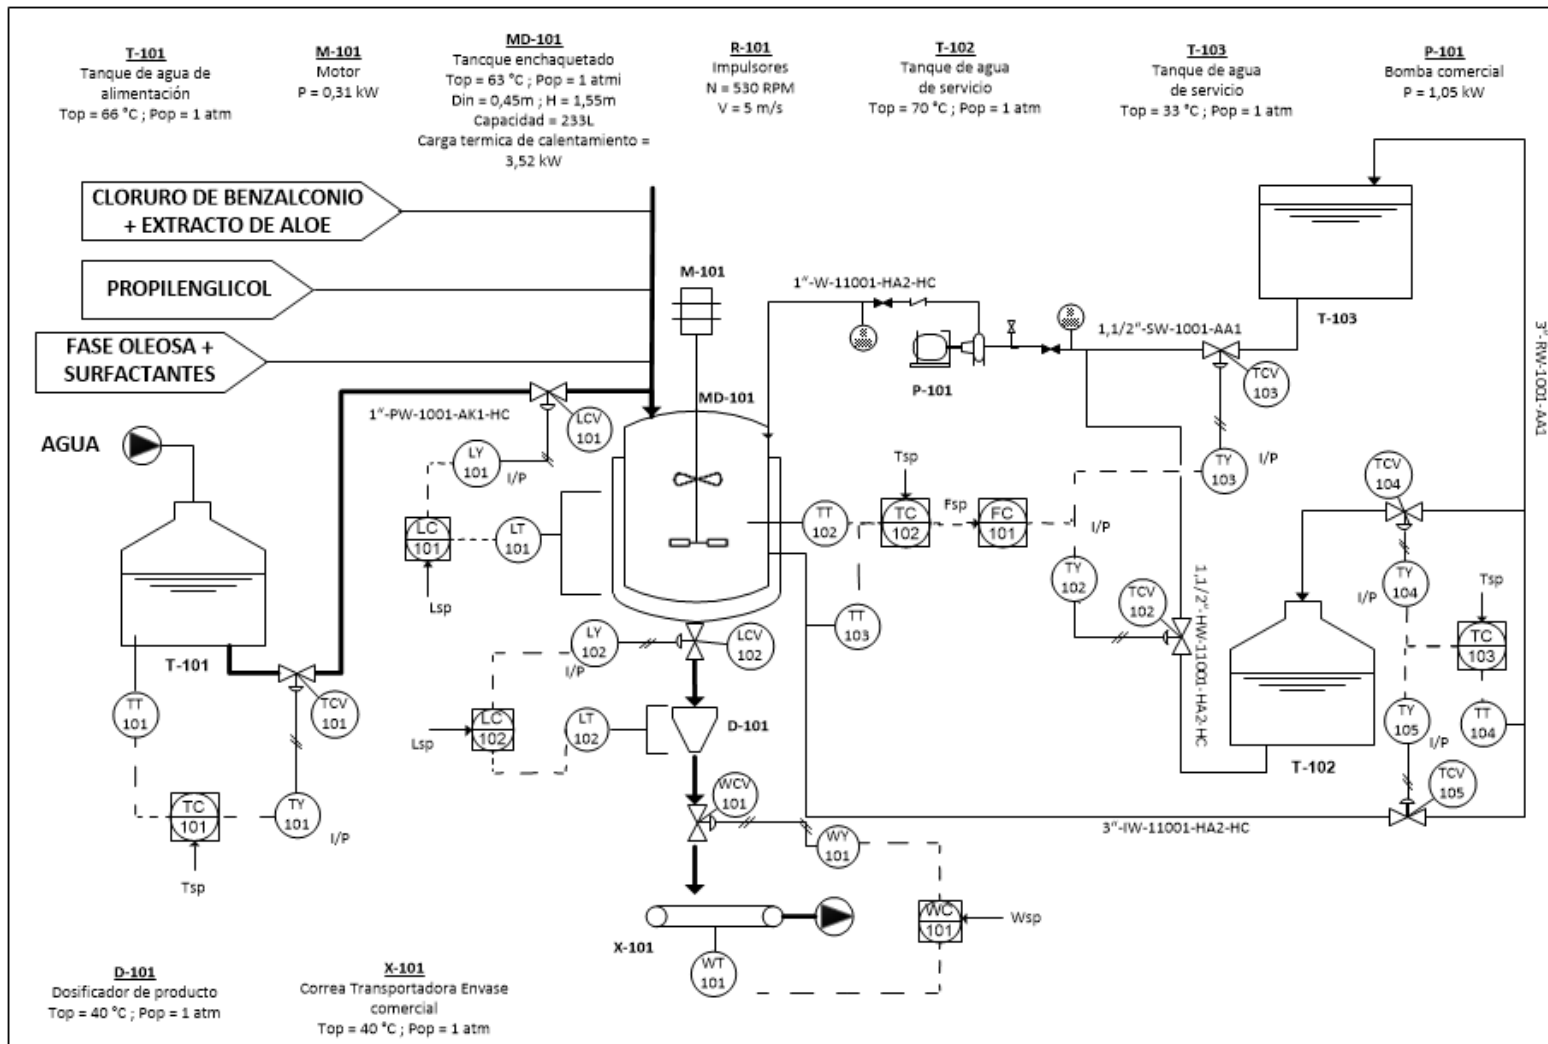 T-101
Tanque de agua de
alimentación
Top = 66 °C ; Pop = 1 atm
M-101
Motor
P = 0,31 kW
MD-101
Tancque enchaquetado
Top = 63 °C ; Pop = 1 atmi
Din = 0,45m ; H = 1,55m
Capacidad = 233L
Carga termica de calentamiento =
3,52 kW
R-101
Impulsores
N = 530 RPM
V = 5 m/s
T-102
Tanque de agua
de servicio
Top = 70 °C ; Pop = 1 atm
T-103
Tanque de agua
de servicio
Top = 33 °C ; Pop = 1 atm
P-101
Bomba comercial
P = 1,05 kW
CLORURO DE BENZALCONIO
+ EXTRACTO DE ALOE
PROPILENGLICOL
FASE OLEOSA +
SURFACTANTES
AGUA
M-101
1“-W-11001-HA2-HC
P-101
1,1/2“-SW-1001-AA1
T-103
TCV
103
3“-RW-1001-AA1
1“-PW-1001-AK1-HC
LCV
101
MD-101
LY
101
I/P
LC
101
Lsp
LT
101
TT
102
Tsp
TC
102
Fsp
FC
101
I/P
TY
103
I/P
TY
102
TCV
102
1,1/2“-HW-11001-HA2-HC
TCV
104
TY
104
I/P
Tsp
TC
103
TT
104
TY
105
I/P
TCV
105
T-102
TT
103
T-101
TT
101
TCV
101
TC
101
Tsp
TY
101
I/P
LY
102
I/P
LCV
102
LC
102
Lsp
LT
102
D-101
WCV
101
WY
101
3“-IW-11001-HA2-HC
WC
101
Wsp
X-101
WT
101
D-101
Dosificador de producto
Top = 40 °C ; Pop = 1 atm
X-101
Correa Transportadora Envase
comercial
Top = 40 °C ; Pop = 1 atm